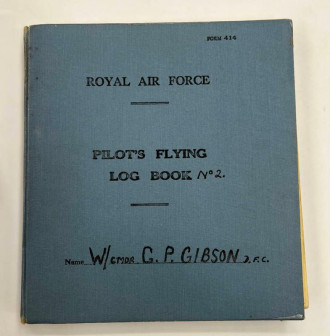 FORM 414
ROYAL AIR FORCE
PILOT'S FLYING
LOG BOOK Nº 2.
Name W/CMDR G. P. GIBSON D.F.C.